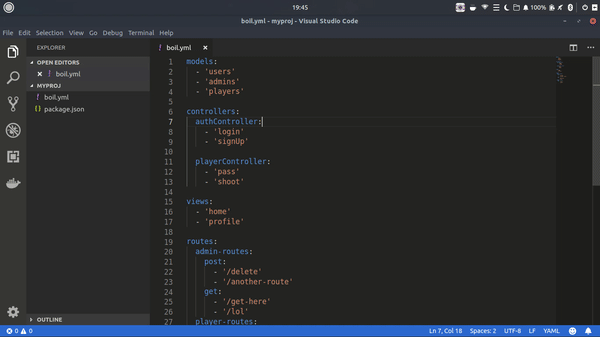 19:45
100%
boil.yml - myproj - Visual Studio Code
File Edit Selection View Go Debug Terminal Help
EXPLORER
OPEN EDITORS
boil.yml
MYPROJ
boil.yml
package.json
OUTLINE
boil.yml
1 models:
2 - 'users'
3 - 'admins'
4 - 'players'
5
6 controllers:
7 authController:
8 - 'login'
9 - 'signUp'
10
11 playerController:
12 - 'pass'
13 - 'shoot'
14
15 views:
16 - 'home'
17 - 'profile'
18
19 routes:
20 admin-routes:
21 post:
22 - '/delete'
23 - '/another-route'
24 get:
25 - '/get-here'
26 - '/lol'
27 player-routes:
0 0 Ln 7, Col 18 Spaces: 2 UTF-8 LF YAML